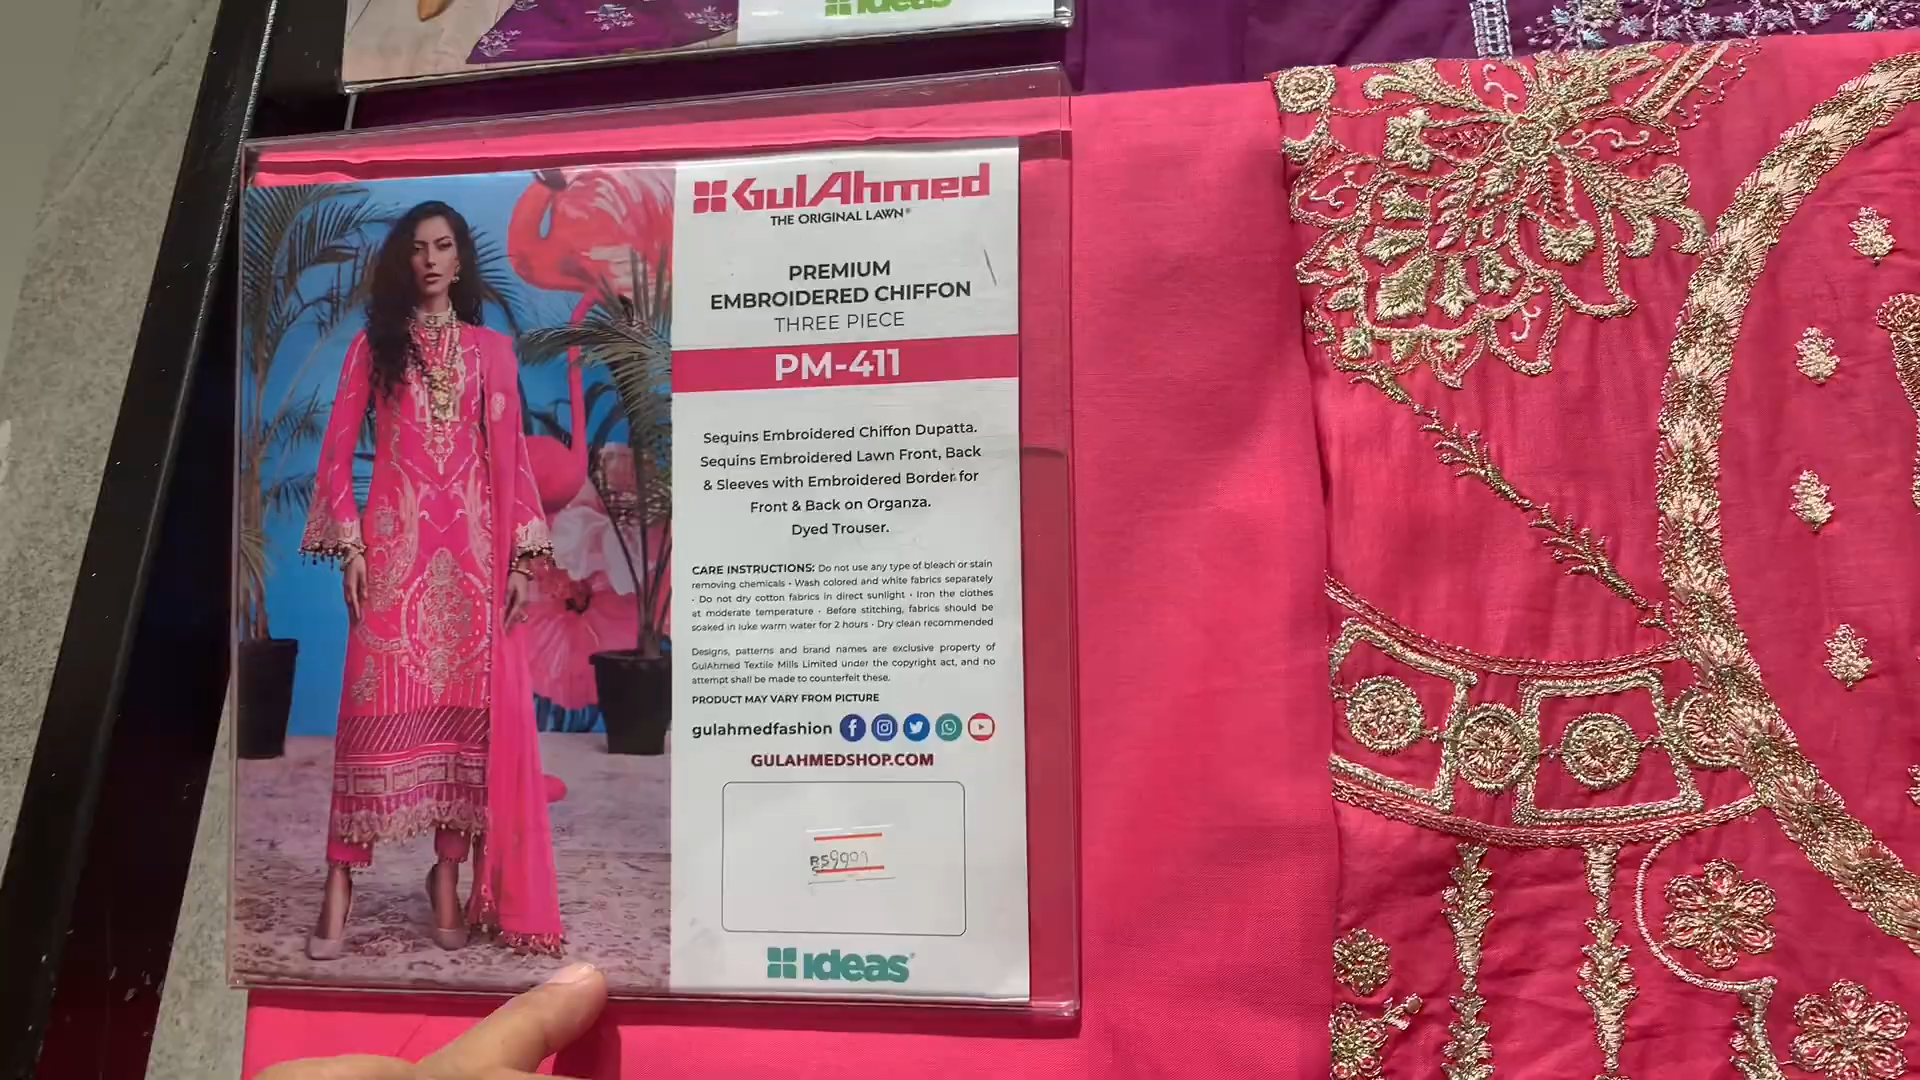 ideas
GulAhmed
THE ORIGINAL LAWN®
PREMIUM
EMBROIDERED CHIFFON
THREE PIECE
PM-411
Sequins Embroidered Chiffon Dupatta.
Sequins Embroidered Lawn Front, Back
& Sleeves with Embroidered Border for
Front & Back on Organza.
Dyed Trouser.
CARE INSTRUCTIONS: Do not use any type of bleach or stain
removing chemicals • Wash colored and white fabrics separately
• Do not dry cotton fabrics in direct sunlight • Iron the clothes
at moderate temperature • Before stitching, fabrics should be
soaked in luke warm water for 2 hours • Dry clean recommended
Designs, patterns and brand names are exclusive property of
GulAhmed Textile Mills Limited under the copyright act, and no
attempt shall be made to counterfeit these.
PRODUCT MAY VARY FROM PICTURE
gulahmedfashion
GULAHMEDSHOP.COM
ideas®